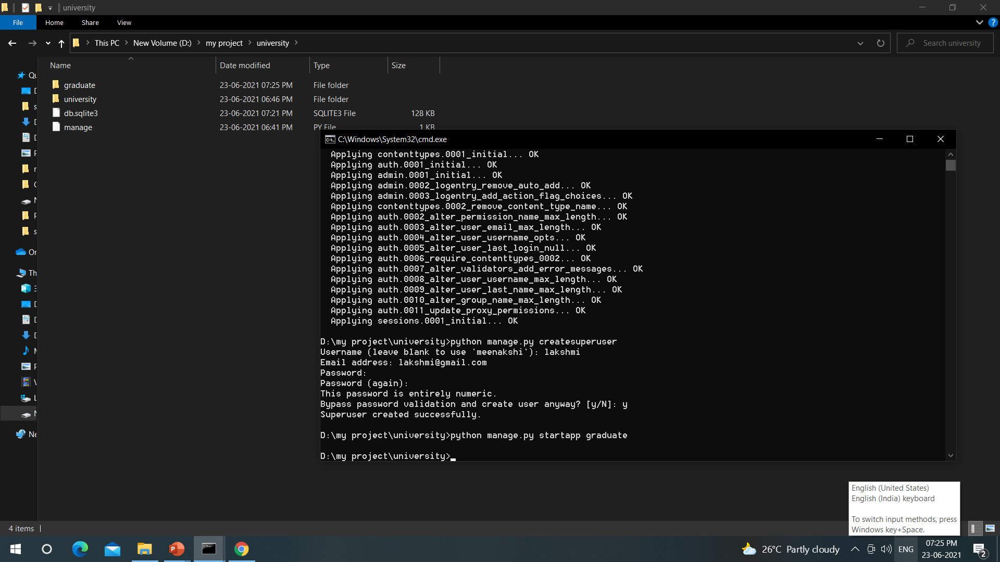 university
File Home Share View
This PC New Volume (D:) my project university
Search university
Name Date modified Type Size
graduate 23-06-2021 07:25 PM File folder
university 23-06-2021 06:46 PM File folder
db.sqlite3 23-06-2021 07:21 PM SQLITE3 File 128 KB
manage 23-06-2021 06:41 PM PY File 1 KB
C:\Windows\System32\cmd.exe
Applying contenttypes.0001_initial... OK
Applying auth.0001_initial... OK
Applying admin.0001_initial... OK
Applying admin.0002_logentry_remove_auto_add... OK
Applying admin.0003_logentry_add_action_flag_choices... OK
Applying contenttypes.0002_remove_content_type_name... OK
Applying auth.0002_alter_permission_name_max_length... OK
Applying auth.0003_alter_user_email_max_length... OK
Applying auth.0004_alter_user_username_opts... OK
Applying auth.0005_alter_user_last_login_null... OK
Applying auth.0006_require_contenttypes_0002... OK
Applying auth.0007_alter_validators_add_error_messages... OK
Applying auth.0008_alter_user_username_max_length... OK
Applying auth.0009_alter_user_last_name_max_length... OK
Applying auth.0010_alter_group_name_max_length... OK
Applying auth.0011_update_proxy_permissions... OK
Applying sessions.0001_initial... OK
D:\my project\university>python manage.py createsuperuser
Username (leave blank to use 'meenakshi'): lakshmi
Email address: lakshmi@gmail.com
Password:
Password (again):
This password is entirely numeric.
Bypass password validation and create user anyway? [y/N]: y
Superuser created successfully.
D:\my project\university>python manage.py startapp graduate
D:\my project\university>
English (United States)
English (India) keyboard
To switch input methods, press
Windows key+Space.
4 items
26°C Partly cloudy
ENG
07:25 PM
23-06-2021
2